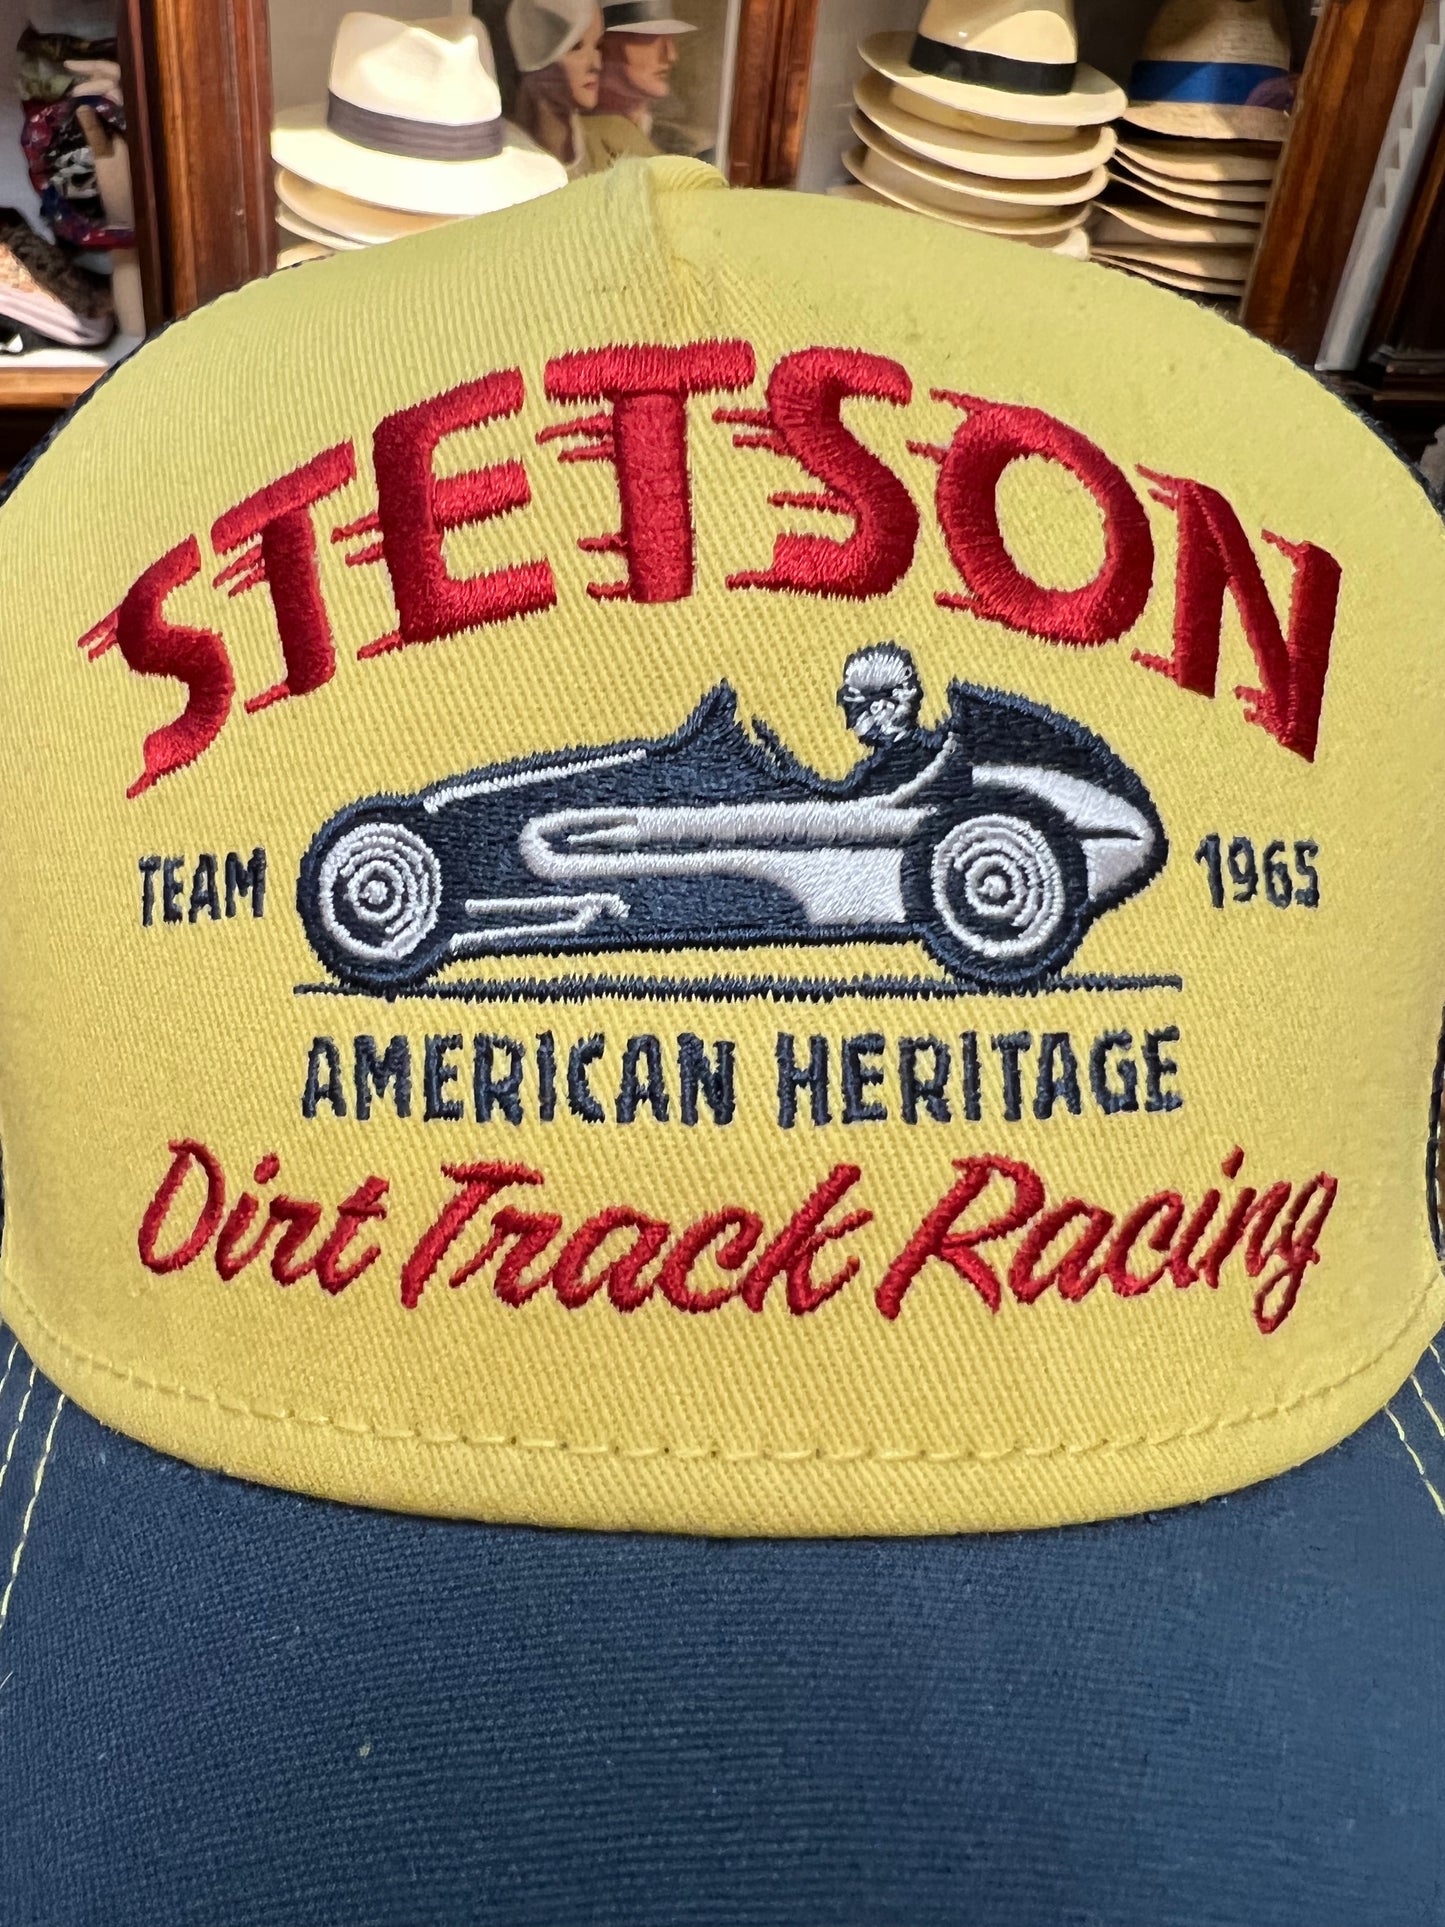 STETSON
TEAM 1965
AMERICAN HERITAGE
Dirt Track Racing